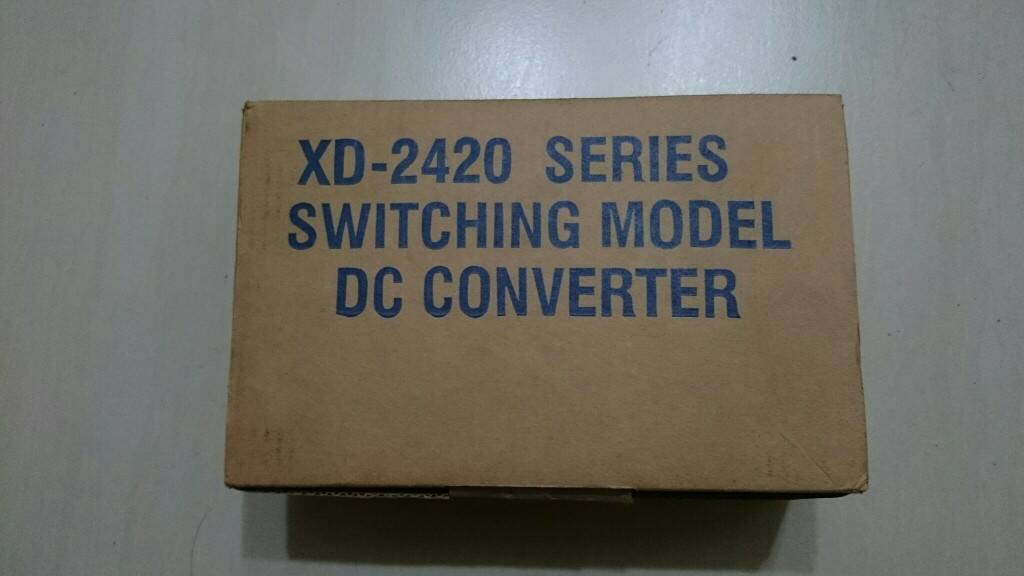 XD-2420 SERIES
SWITCHING MODEL
DC CONVERTER